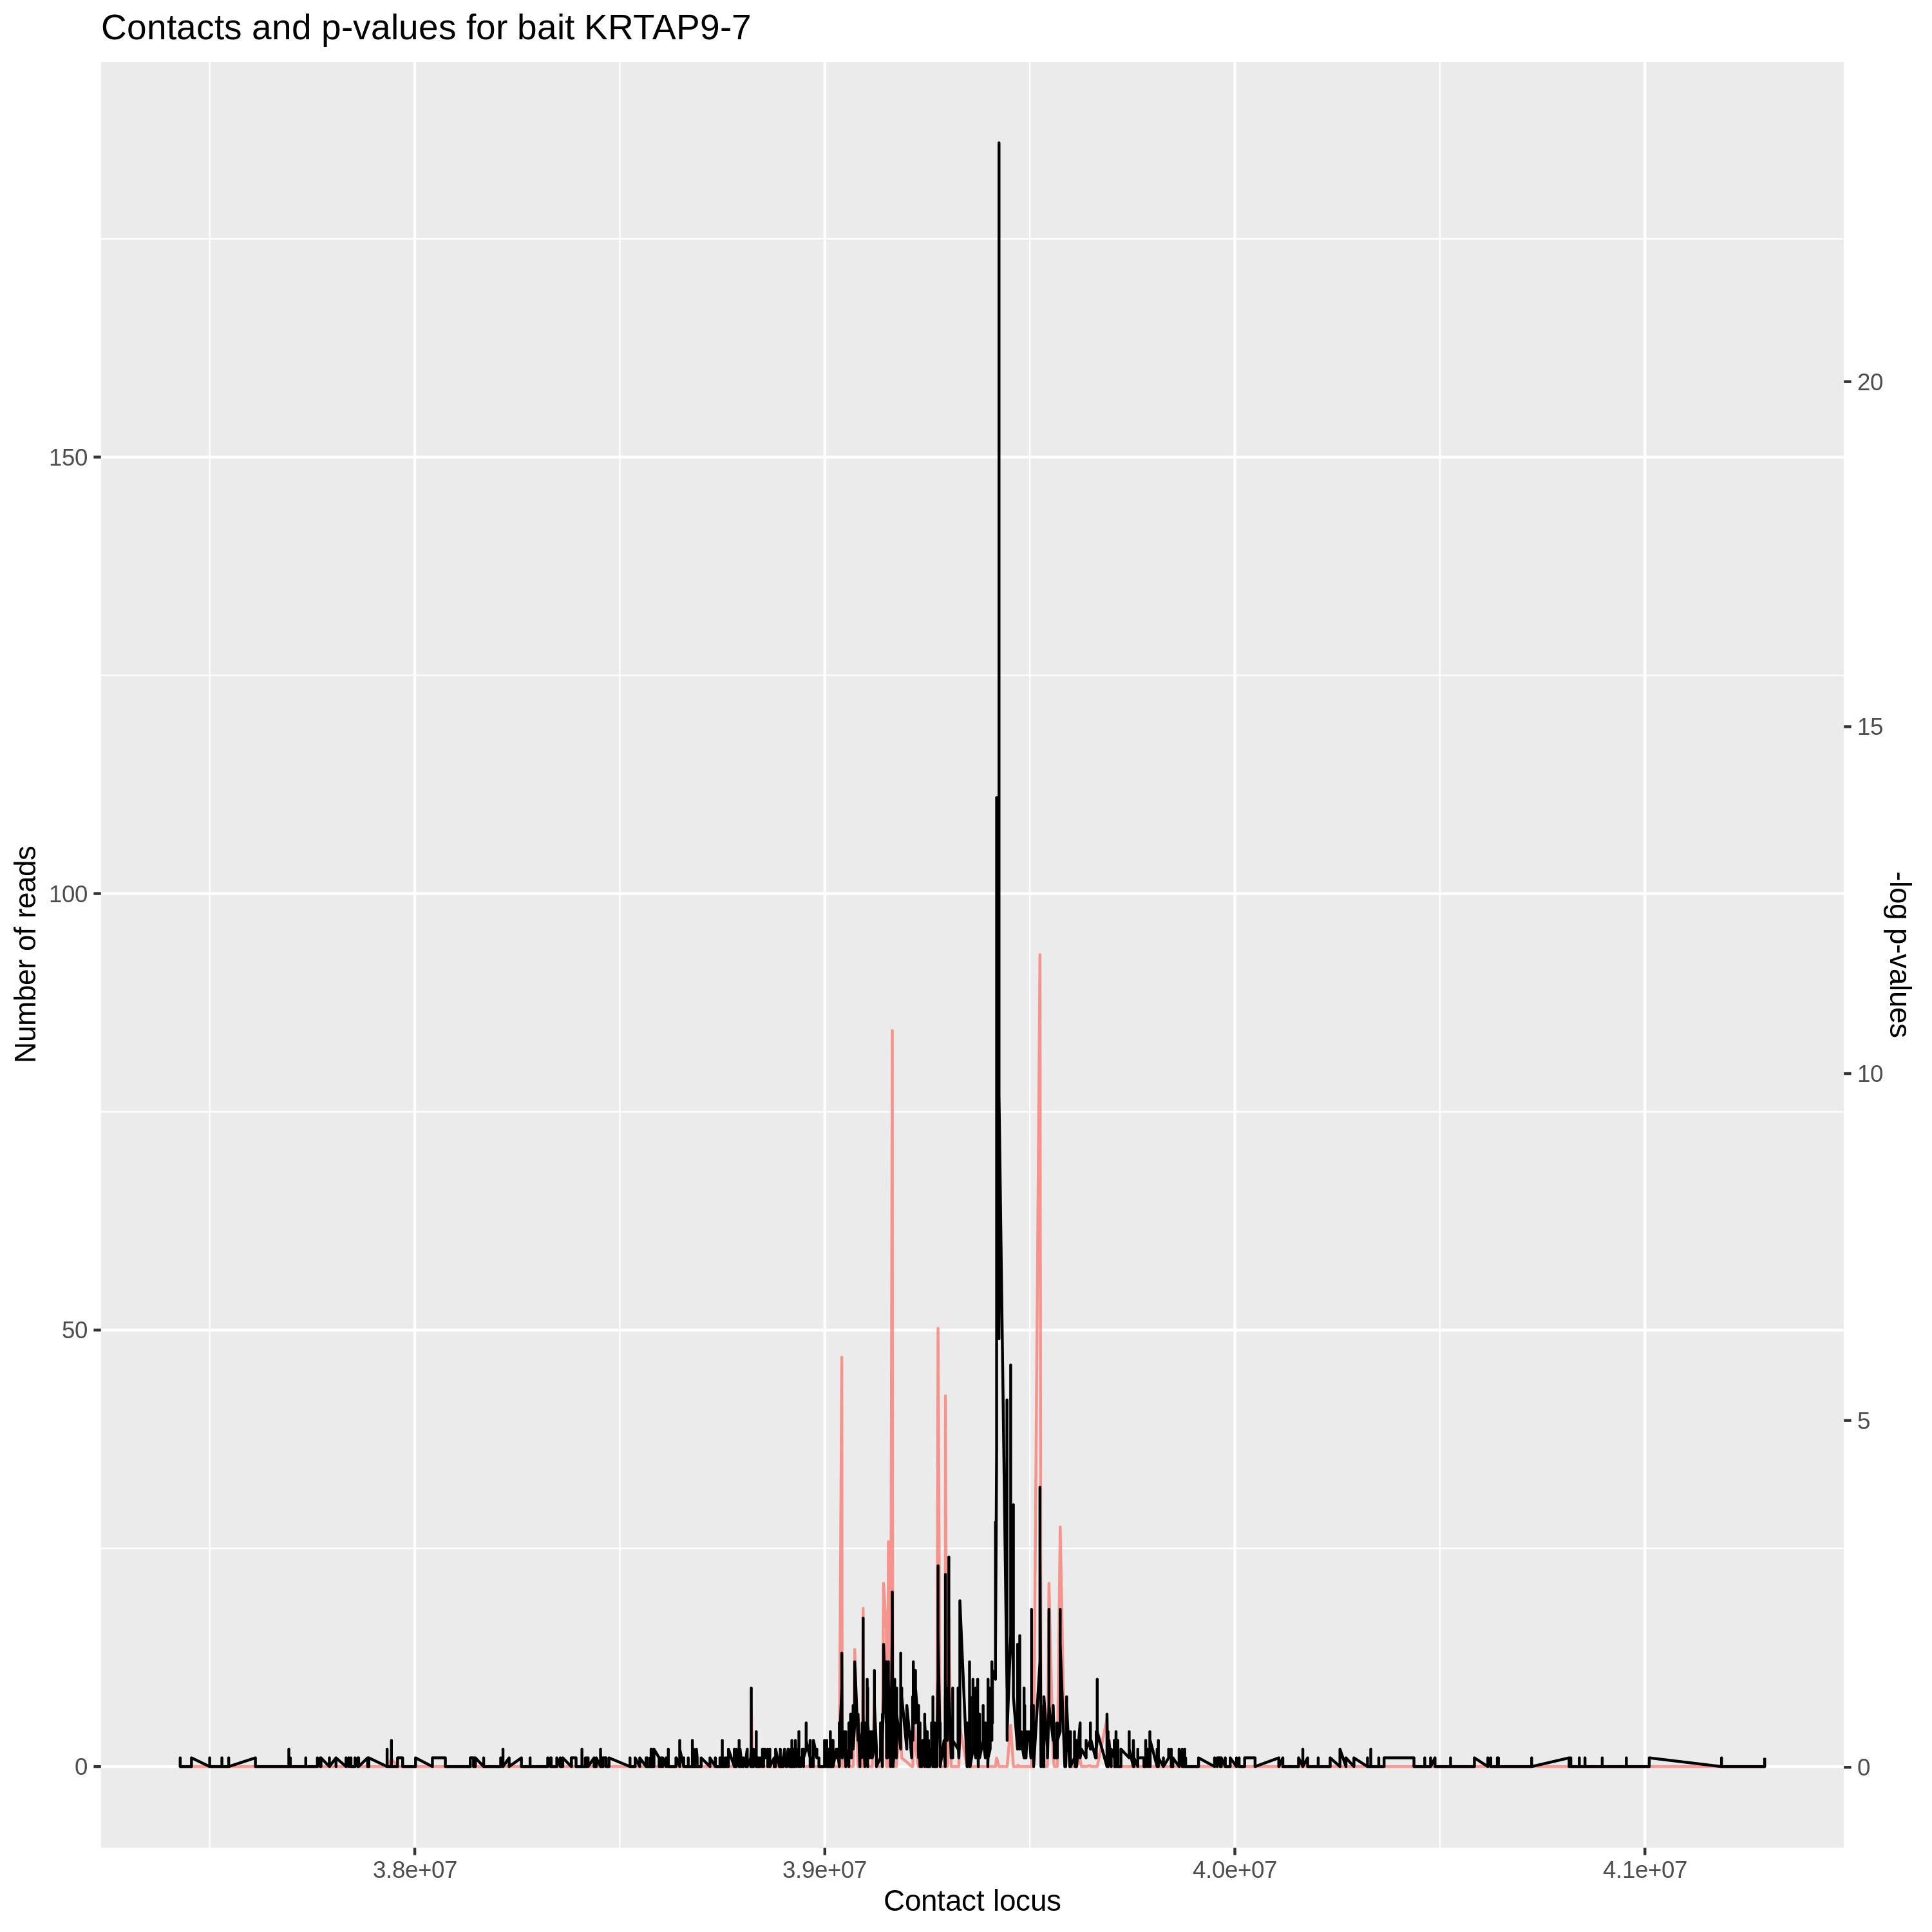 Contacts and p-values for bait KRTAP9-7
150
100
50
0
20
15
10
5
0
Number of reads
-log p-values
3.8e+07
3.9e+07
4.0e+07
4.1e+07
Contact locus